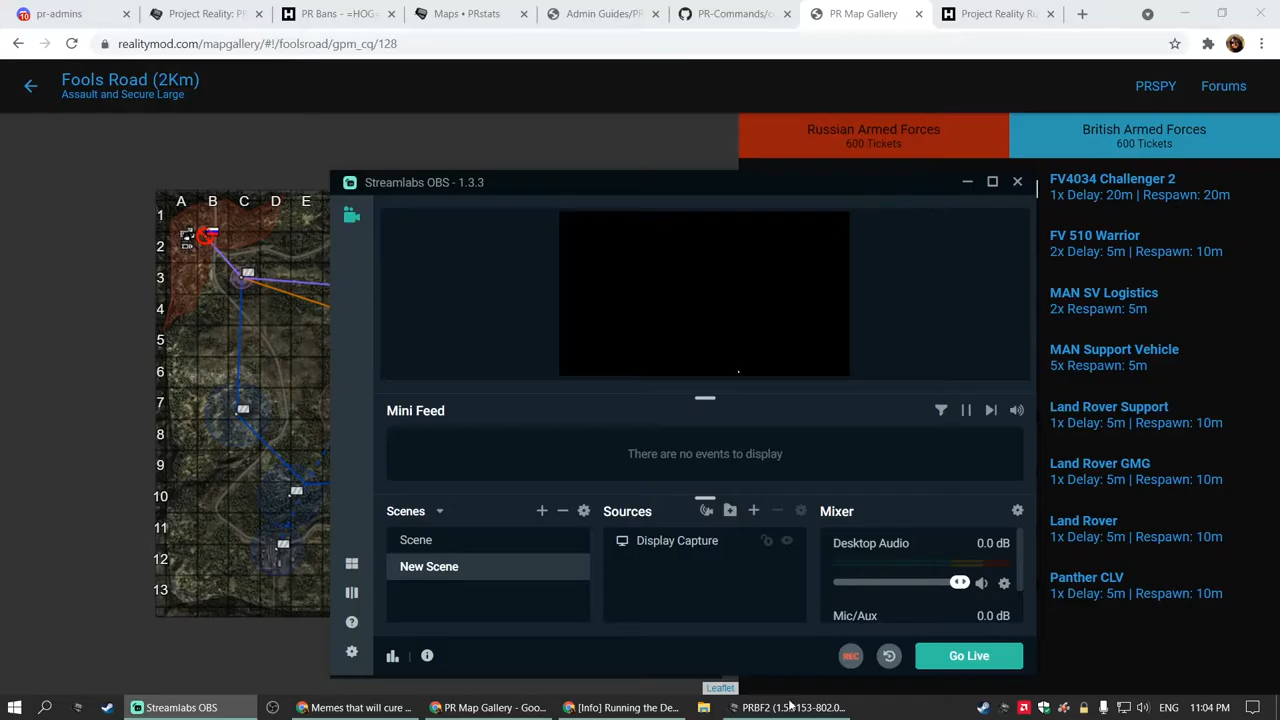 pr-admins
Project Reality: P
PR Bans - =HOG
Maps • PRstats
Admin Guides/PR
PR-Commands/c
PR Map Gallery
Project Reality Ru
realitymod.com/mapgallery/#!/foolsroad/gpm_cq/128
Fools Road (2Km)
Assault and Secure Large
PRSPY
Forums
Russian Armed Forces
600 Tickets
British Armed Forces
600 Tickets
A B C D E
1
2
3
4
5
6
7
8
9
10
11
12
13
FV4034 Challenger 2
1x Delay: 20m | Respawn: 20m
FV 510 Warrior
2x Delay: 5m | Respawn: 10m
MAN SV Logistics
2x Respawn: 5m
MAN Support Vehicle
5x Respawn: 5m
Land Rover Support
1x Delay: 5m | Respawn: 10m
Land Rover GMG
1x Delay: 5m | Respawn: 10m
Land Rover
1x Delay: 5m | Respawn: 10m
Panther CLV
1x Delay: 5m | Respawn: 10m
Streamlabs OBS - 1.3.3
Mini Feed
There are no events to display
Scenes
Scene
New Scene
Sources
Display Capture
Mixer
Desktop Audio 0.0 dB
Mic/Aux 0.0 dB
REC
Go Live
Leaflet
Streamlabs OBS
Memes that will cure ...
PR Map Gallery - Goo...
[Info] Running the De...
11:04 PM